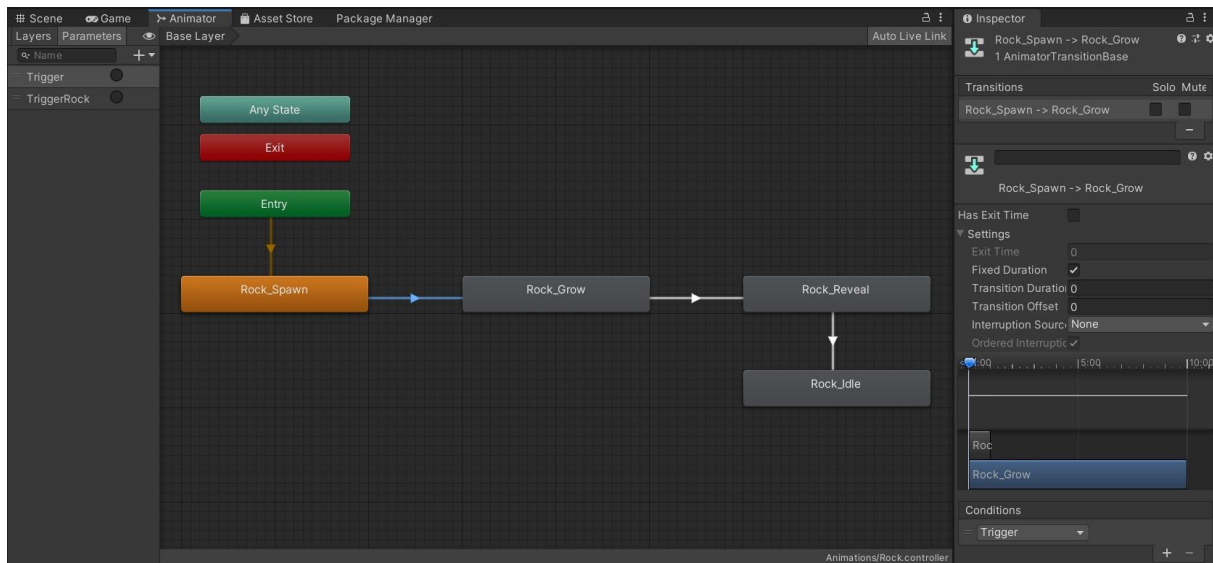 Scene Game Animator Asset Store Package Manager
Layers Parameters Base Layer Auto Live Link
Name
Trigger
TriggerRock
Any State
Exit
Entry
Rock_Spawn
Rock_Grow
Rock_Reveal
Rock_Idle
Animations/Rock.controller
Inspector
Rock_Spawn -> Rock_Grow
1 AnimatorTransitionBase
Transitions Solo Mute
Rock_Spawn -> Rock_Grow
Rock_Spawn -> Rock_Grow
Has Exit Time
Settings
Exit Time 0
Fixed Duration
Transition Duratio 0
Transition Offset 0
Interruption Sourc None
Ordered Interruptic
:00 5:00 10:00
Roc
Rock_Grow
Conditions
Trigger